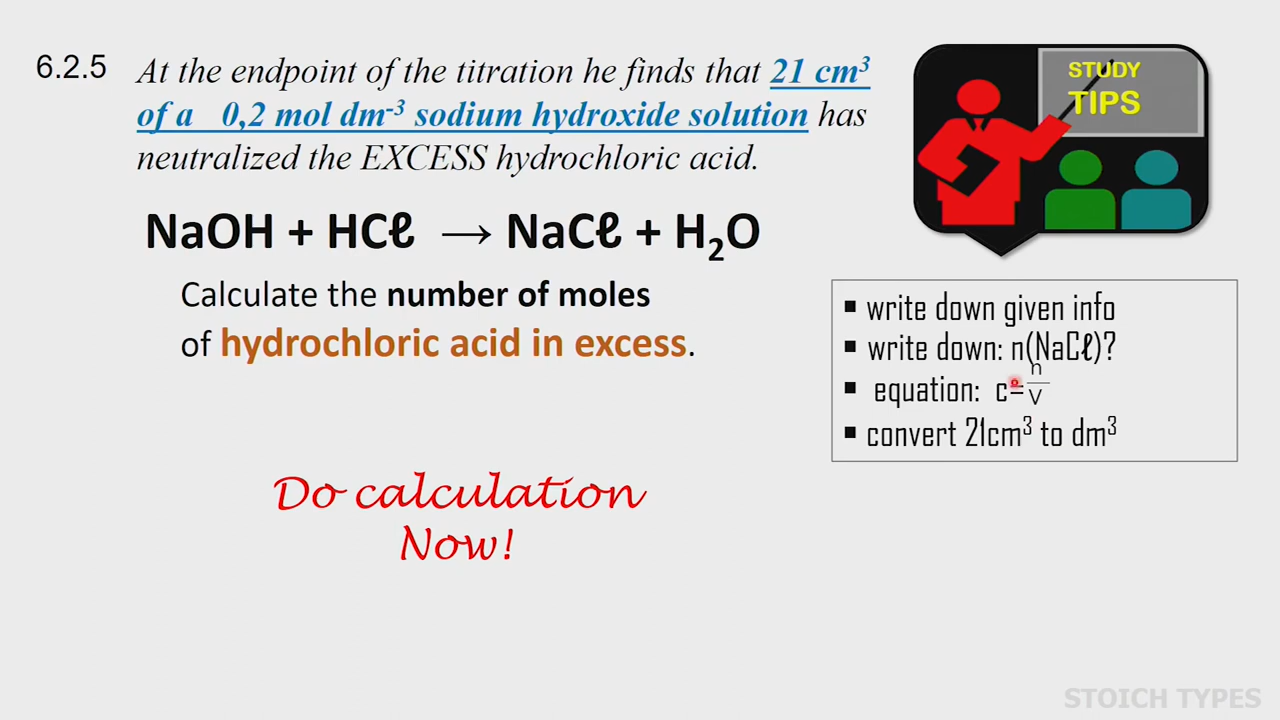 6.2.5 At the endpoint of the titration he finds that 21 cm³
of a 0,2 mol dm⁻³ sodium hydroxide solution has
neutralized the EXCESS hydrochloric acid.
NaOH + HCℓ → NaCℓ + H₂O
Calculate the number of moles
of hydrochloric acid in excess.
Do calculation
Now!
STUDY
TIPS
▪ write down given info
▪ write down: n(NaCℓ)?
▪ equation: c=n/V
▪ convert 21cm³ to dm³
STOICH TYPES